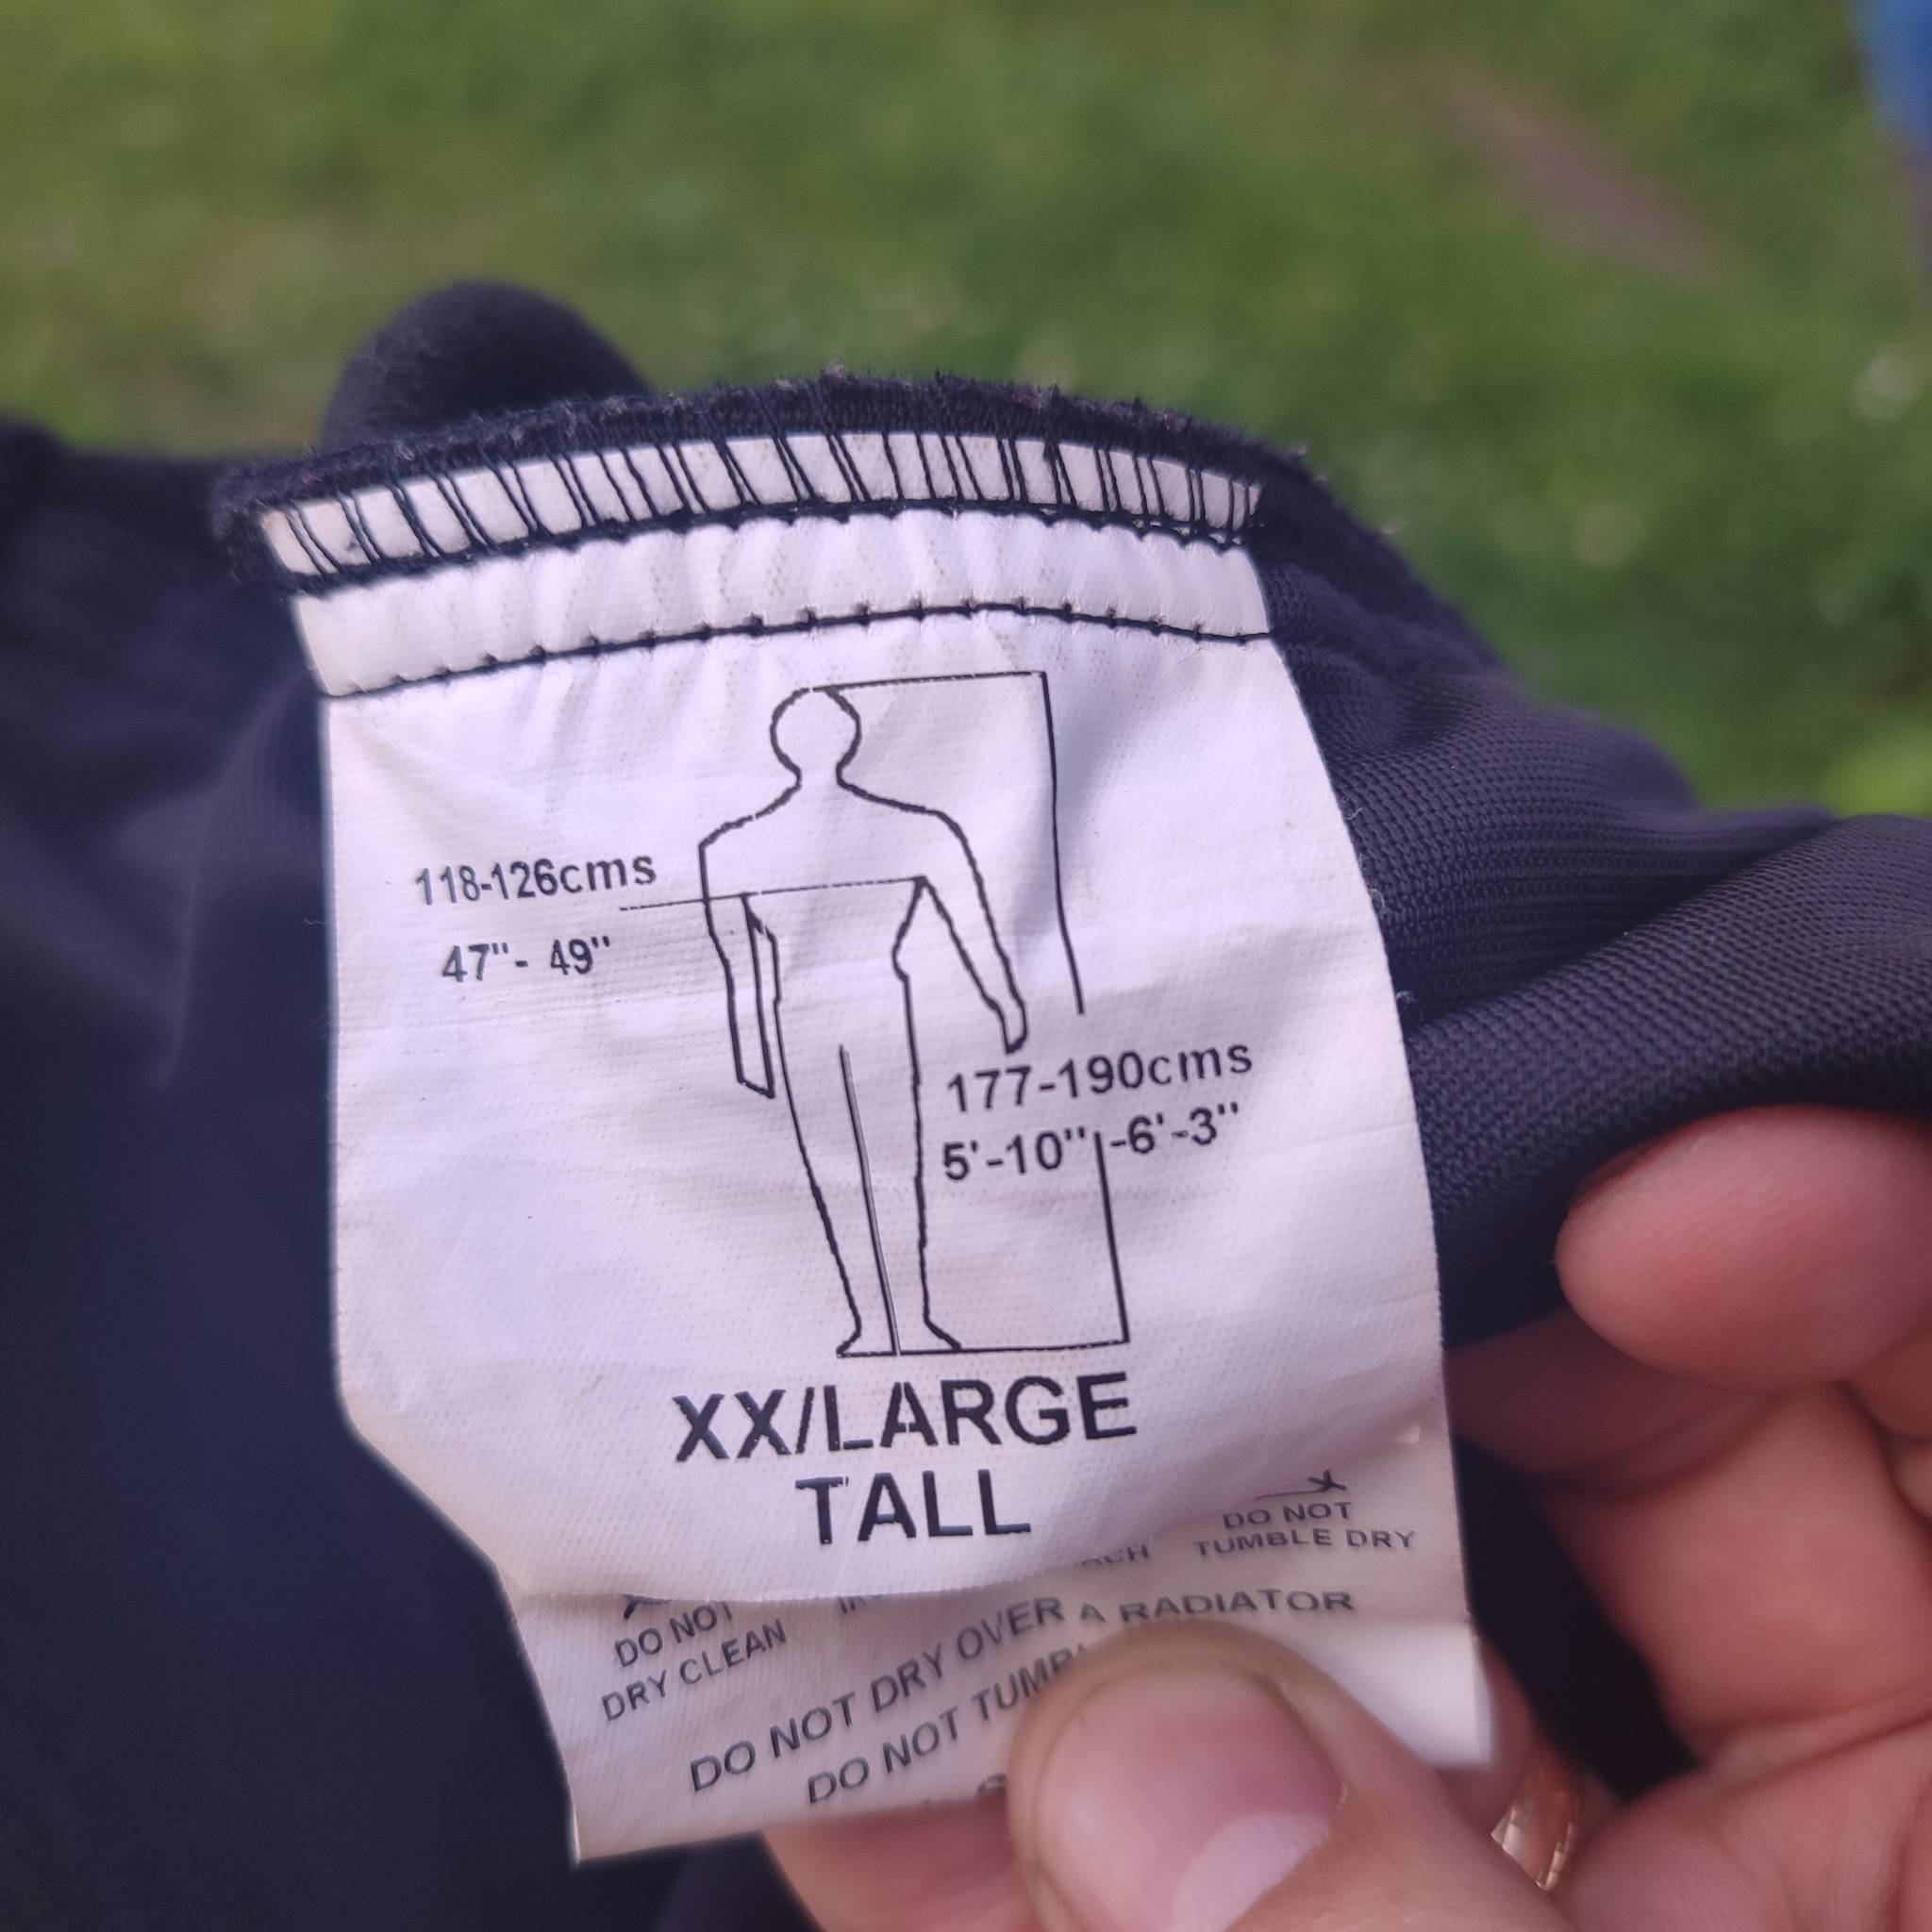 118-126cms
47"- 49"
177-190cms
5'-10"-6'-3"
XX/LARGE
TALL
DO NOT
TUMBLE DRY
DO NOT
DRY CLEAN
DO NOT DRY OVER A RADIATOR
DO NOT